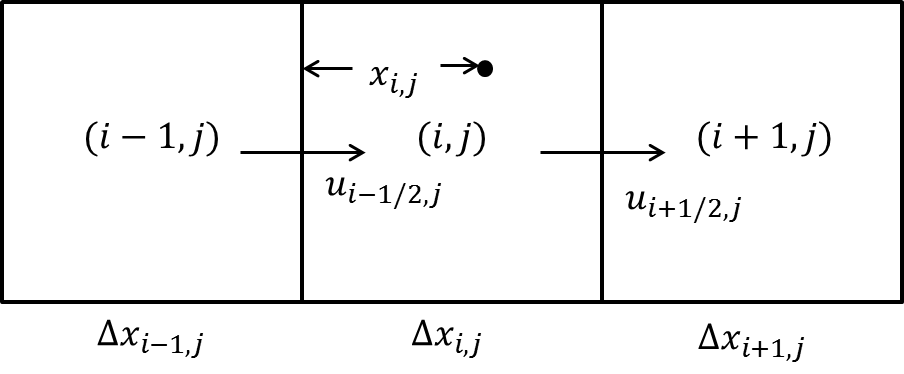 x_{i,j}
(i − 1, j) (i, j) (i + 1, j)
u_{i−1/2,j} u_{i+1/2,j}
Δx_{i−1,j} Δx_{i,j} Δx_{i+1,j}